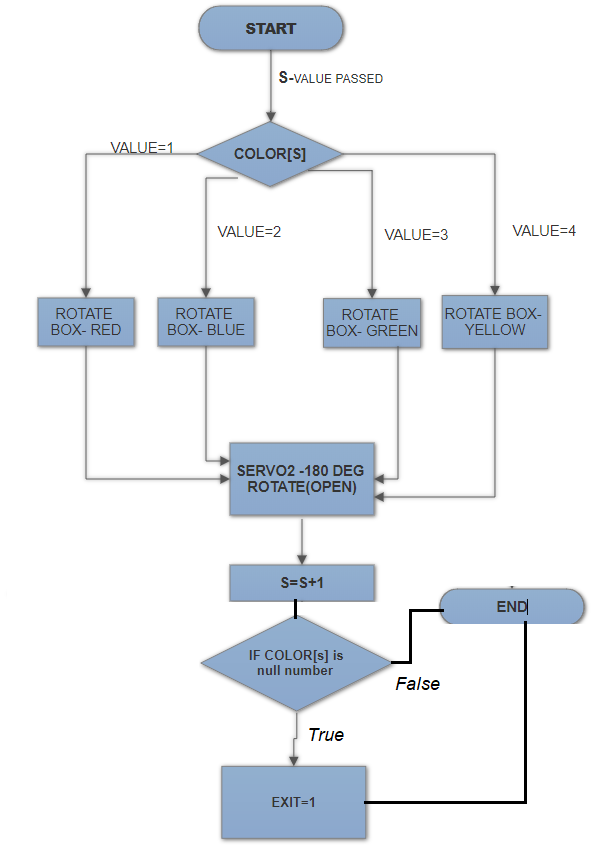 START
S-VALUE PASSED
COLOR[S]
VALUE=1
VALUE=2
VALUE=3
VALUE=4
ROTATE
BOX- RED
ROTATE
BOX- BLUE
ROTATE
BOX- GREEN
ROTATE BOX-
YELLOW
SERVO2 -180 DEG
ROTATE(OPEN)
S=S+1
END
IF COLOR[s] is
null number
False
True
EXIT=1